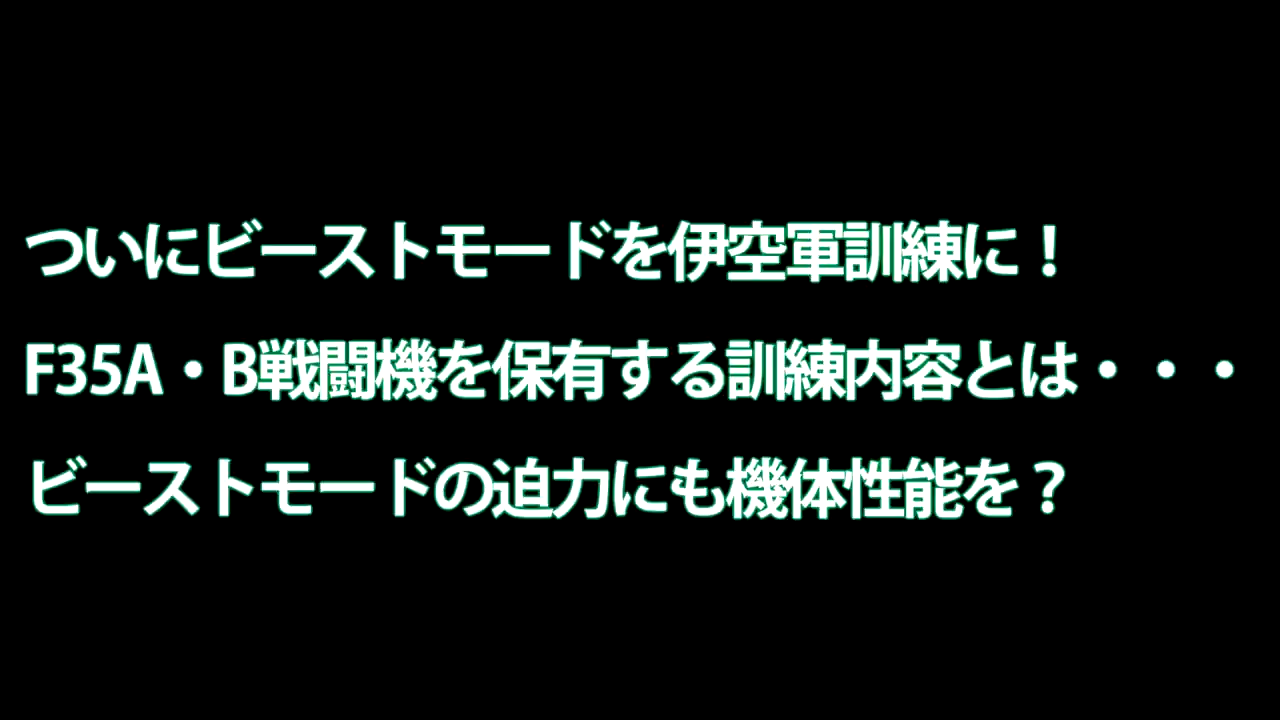 ついにビーストモードを伊空軍訓練に！
F35A・B戦闘機を保有する訓練内容とは・・・
ビーストモードの迫力にも機体性能を？